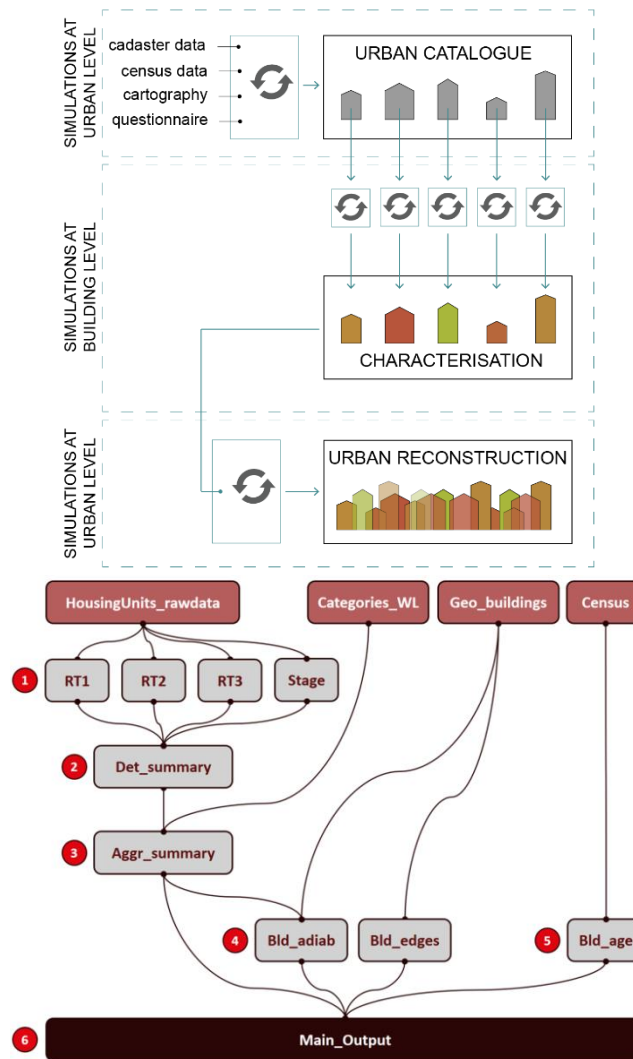 SIMULATIONS AT
URBAN LEVEL
cadaster data
census data
cartography
questionnaire
URBAN CATALOGUE
SIMULATIONS AT
BUILDING LEVEL
CHARACTERISATION
SIMULATIONS AT
URBAN LEVEL
URBAN RECONSTRUCTION
HousingUnits_rawdata Categories_WL Geo_buildings Census
1 RT1 RT2 RT3 Stage
2 Det_summary
3 Aggr_summary
4 Bld_adiab Bld_edges 5 Bld_age
6 Main_Output